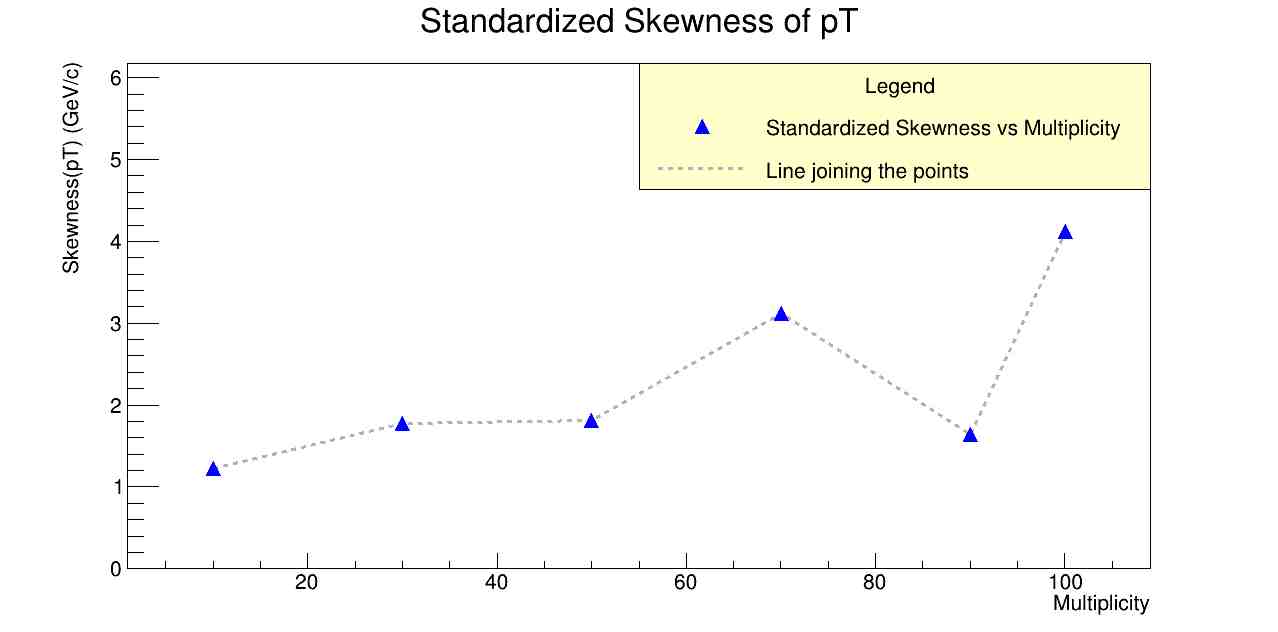 Standardized Skewness of pT
Skewness(pT) (GeV/c)
6
5
4
3
2
1
0
Legend
Standardized Skewness vs Multiplicity
Line joining the points
20 40 60 80 100
Multiplicity